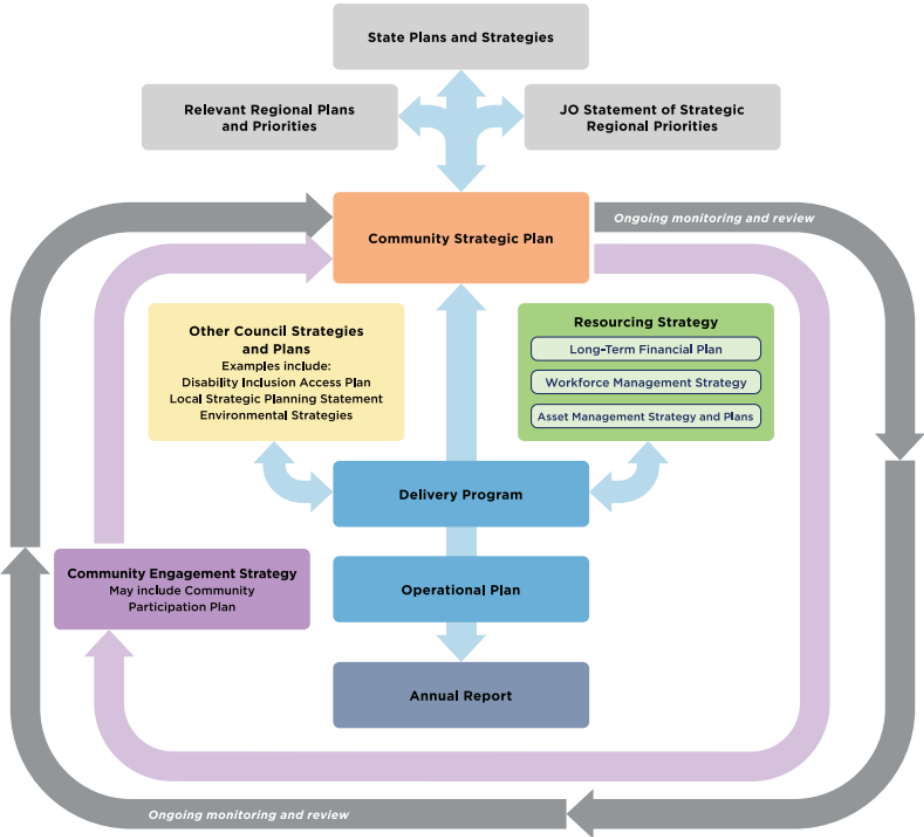 State Plans and Strategies
Relevant Regional Plans
and Priorities
JO Statement of Strategic
Regional Priorities
Community Strategic Plan
Ongoing monitoring and review
Other Council Strategies
and Plans
Examples include:
Disability Inclusion Access Plan
Local Strategic Planning Statement
Environmental Strategies
Resourcing Strategy
Long-Term Financial Plan
Workforce Management Strategy
Asset Management Strategy and Plans
Delivery Program
Community Engagement Strategy
May include Community
Participation Plan
Operational Plan
Annual Report
Ongoing monitoring and review